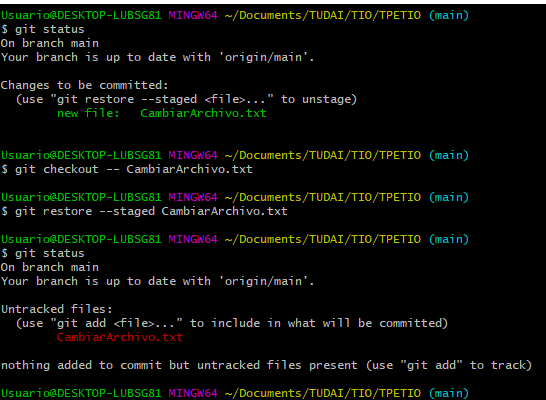 Usuario@DESKTOP-LUBSG81 MINGW64 ~/Documents/TUDAI/TIO/TPETIO (main)
$ git status
On branch main
Your branch is up to date with 'origin/main'.
Changes to be committed:
  (use "git restore --staged <file>..." to unstage)
        new file:   CambiarArchivo.txt
Usuario@DESKTOP-LUBSG81 MINGW64 ~/Documents/TUDAI/TIO/TPETIO (main)
$ git checkout -- CambiarArchivo.txt
Usuario@DESKTOP-LUBSG81 MINGW64 ~/Documents/TUDAI/TIO/TPETIO (main)
$ git restore --staged CambiarArchivo.txt
Usuario@DESKTOP-LUBSG81 MINGW64 ~/Documents/TUDAI/TIO/TPETIO (main)
$ git status
On branch main
Your branch is up to date with 'origin/main'.
Untracked files:
  (use "git add <file>..." to include in what will be committed)
        CambiarArchivo.txt
nothing added to commit but untracked files present (use "git add" to track)
Usuario@DESKTOP-LUBSG81 MINGW64 ~/Documents/TUDAI/TIO/TPETIO (main)